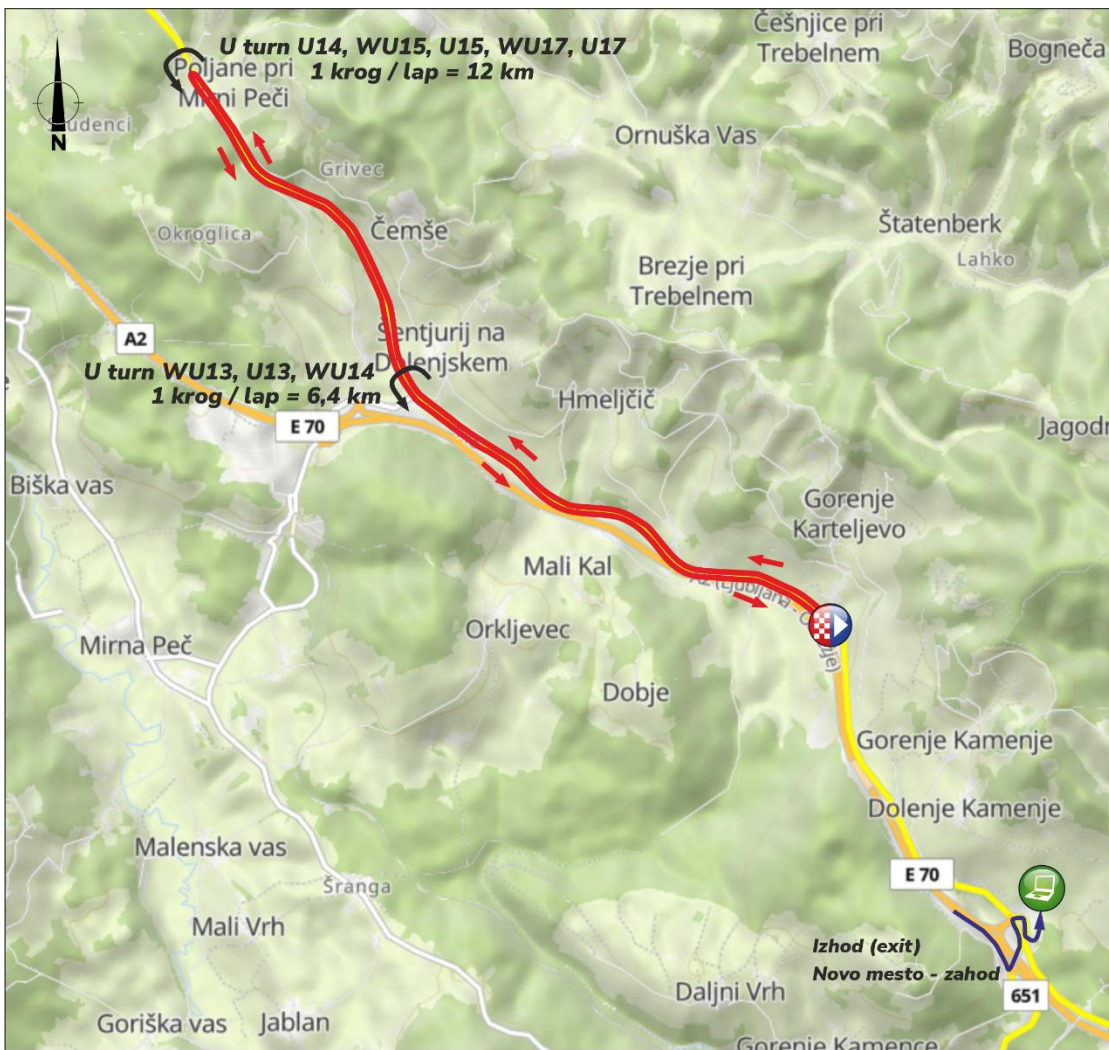 Češnjice pri
Trebelnem
Bogneča
U turn U14, WU15, U15, WU17, U17
1 krog / lap = 12 km
Poljane pri
Mirni Peči
N
Grivec
Ornuška Vas
Čemše
Okroglica
Štatenberk
Lahko
Brezje pri
Trebelnem
A2
Šentjurij na
Dolenjskem
U turn WU13, U13, WU14
1 krog / lap = 6,4 km
Hmeljčič
E 70
Biška vas
Gorenje
Karteljevo
Mali Kal
A2 (Ljubljana -
Orkljevec
Mirna Peč
Dobje
Gorenje Kamenje
Dolenje Kamenje
Malenska vas
E 70
Šranga
Mali Vrh
Izhod (exit)
Novo mesto - zahod
Daljni Vrh
651
Goriška vas
Jablan
Gorenje Kamence